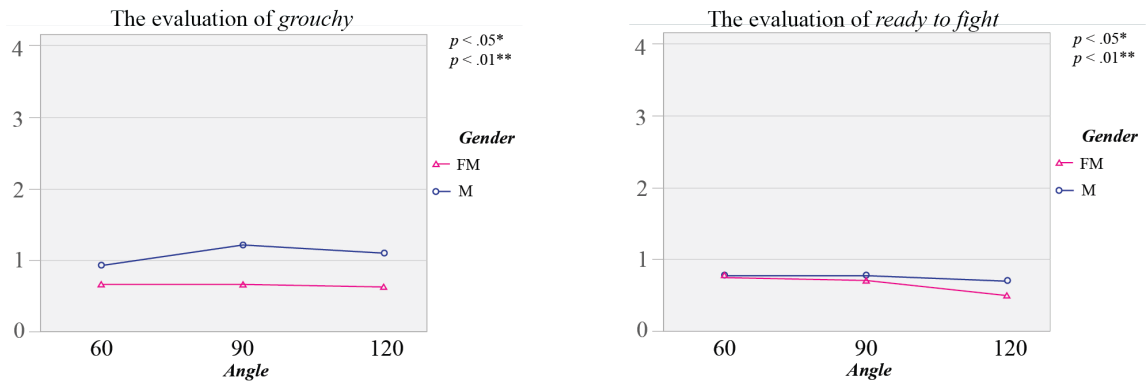 The evaluation of grouchy
4
3
2
1
0
60 90 120
Angle
p < .05*
p < .01**
Gender
FM
M
The evaluation of ready to fight
4
3
2
1
0
60 90 120
Angle
p < .05*
p < .01**
Gender
FM
M